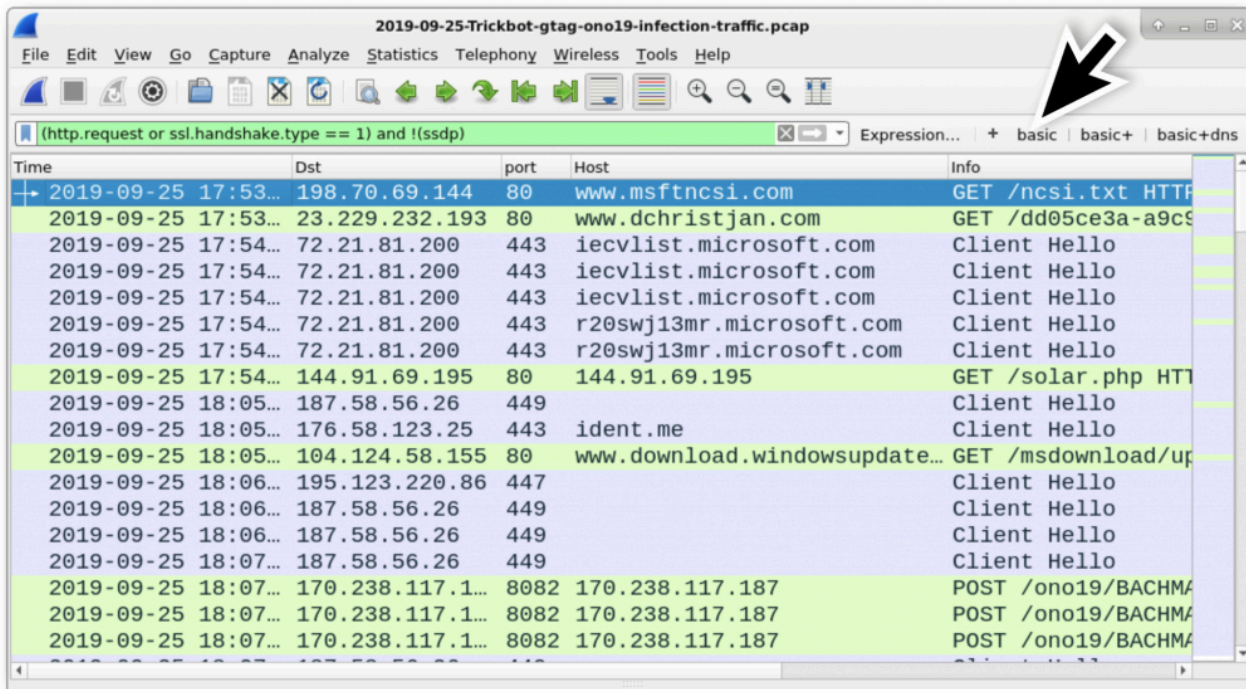 2019-09-25-Trickbot-gtag-ono19-infection-traffic.pcap
File Edit View Go Capture Analyze Statistics Telephony Wireless Tools Help
(http.request or ssl.handshake.type == 1) and !(ssdp) Expression... + basic | basic+ | basic+dns
Time Dst port Host Info
2019-09-25 17:53… 198.70.69.144 80 www.msftncsi.com GET /ncsi.txt HTTP
2019-09-25 17:53… 23.229.232.193 80 www.dchristjan.com GET /dd05ce3a-a9c9
2019-09-25 17:54… 72.21.81.200 443 iecvlist.microsoft.com Client Hello
2019-09-25 17:54… 72.21.81.200 443 iecvlist.microsoft.com Client Hello
2019-09-25 17:54… 72.21.81.200 443 iecvlist.microsoft.com Client Hello
2019-09-25 17:54… 72.21.81.200 443 r20swj13mr.microsoft.com Client Hello
2019-09-25 17:54… 72.21.81.200 443 r20swj13mr.microsoft.com Client Hello
2019-09-25 17:54… 144.91.69.195 80 144.91.69.195 GET /solar.php HTT
2019-09-25 18:05… 187.58.56.26 449 Client Hello
2019-09-25 18:05… 176.58.123.25 443 ident.me Client Hello
2019-09-25 18:05… 104.124.58.155 80 www.download.windowsupdate… GET /msdownload/up
2019-09-25 18:06… 195.123.220.86 447 Client Hello
2019-09-25 18:06… 187.58.56.26 449 Client Hello
2019-09-25 18:06… 187.58.56.26 449 Client Hello
2019-09-25 18:07… 187.58.56.26 449 Client Hello
2019-09-25 18:07… 170.238.117.1… 8082 170.238.117.187 POST /ono19/BACHMA
2019-09-25 18:07… 170.238.117.1… 8082 170.238.117.187 POST /ono19/BACHMA
2019-09-25 18:07… 170.238.117.1… 8082 170.238.117.187 POST /ono19/BACHMA